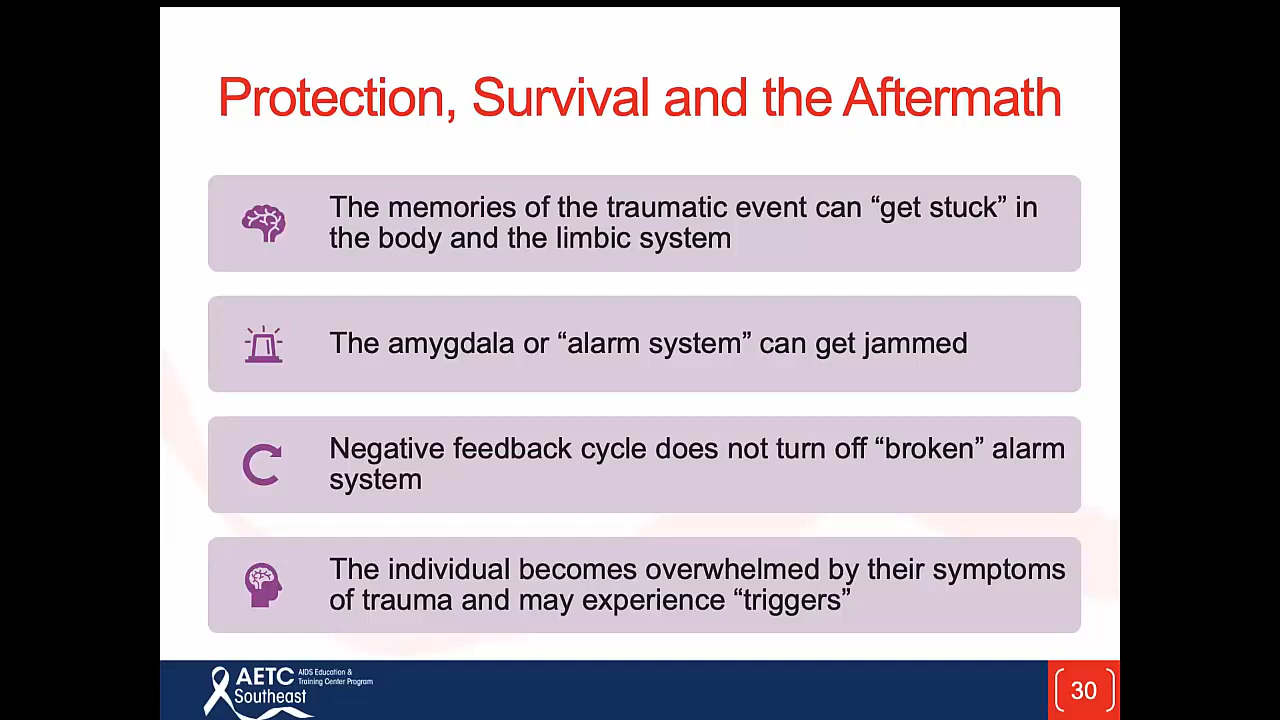 Protection, Survival and the Aftermath
The memories of the traumatic event can “get stuck” in
the body and the limbic system
The amygdala or “alarm system” can get jammed
Negative feedback cycle does not turn off “broken” alarm
system
The individual becomes overwhelmed by their symptoms
of trauma and may experience “triggers”
AETC AIDS Education &
Training Center Program
Southeast
30